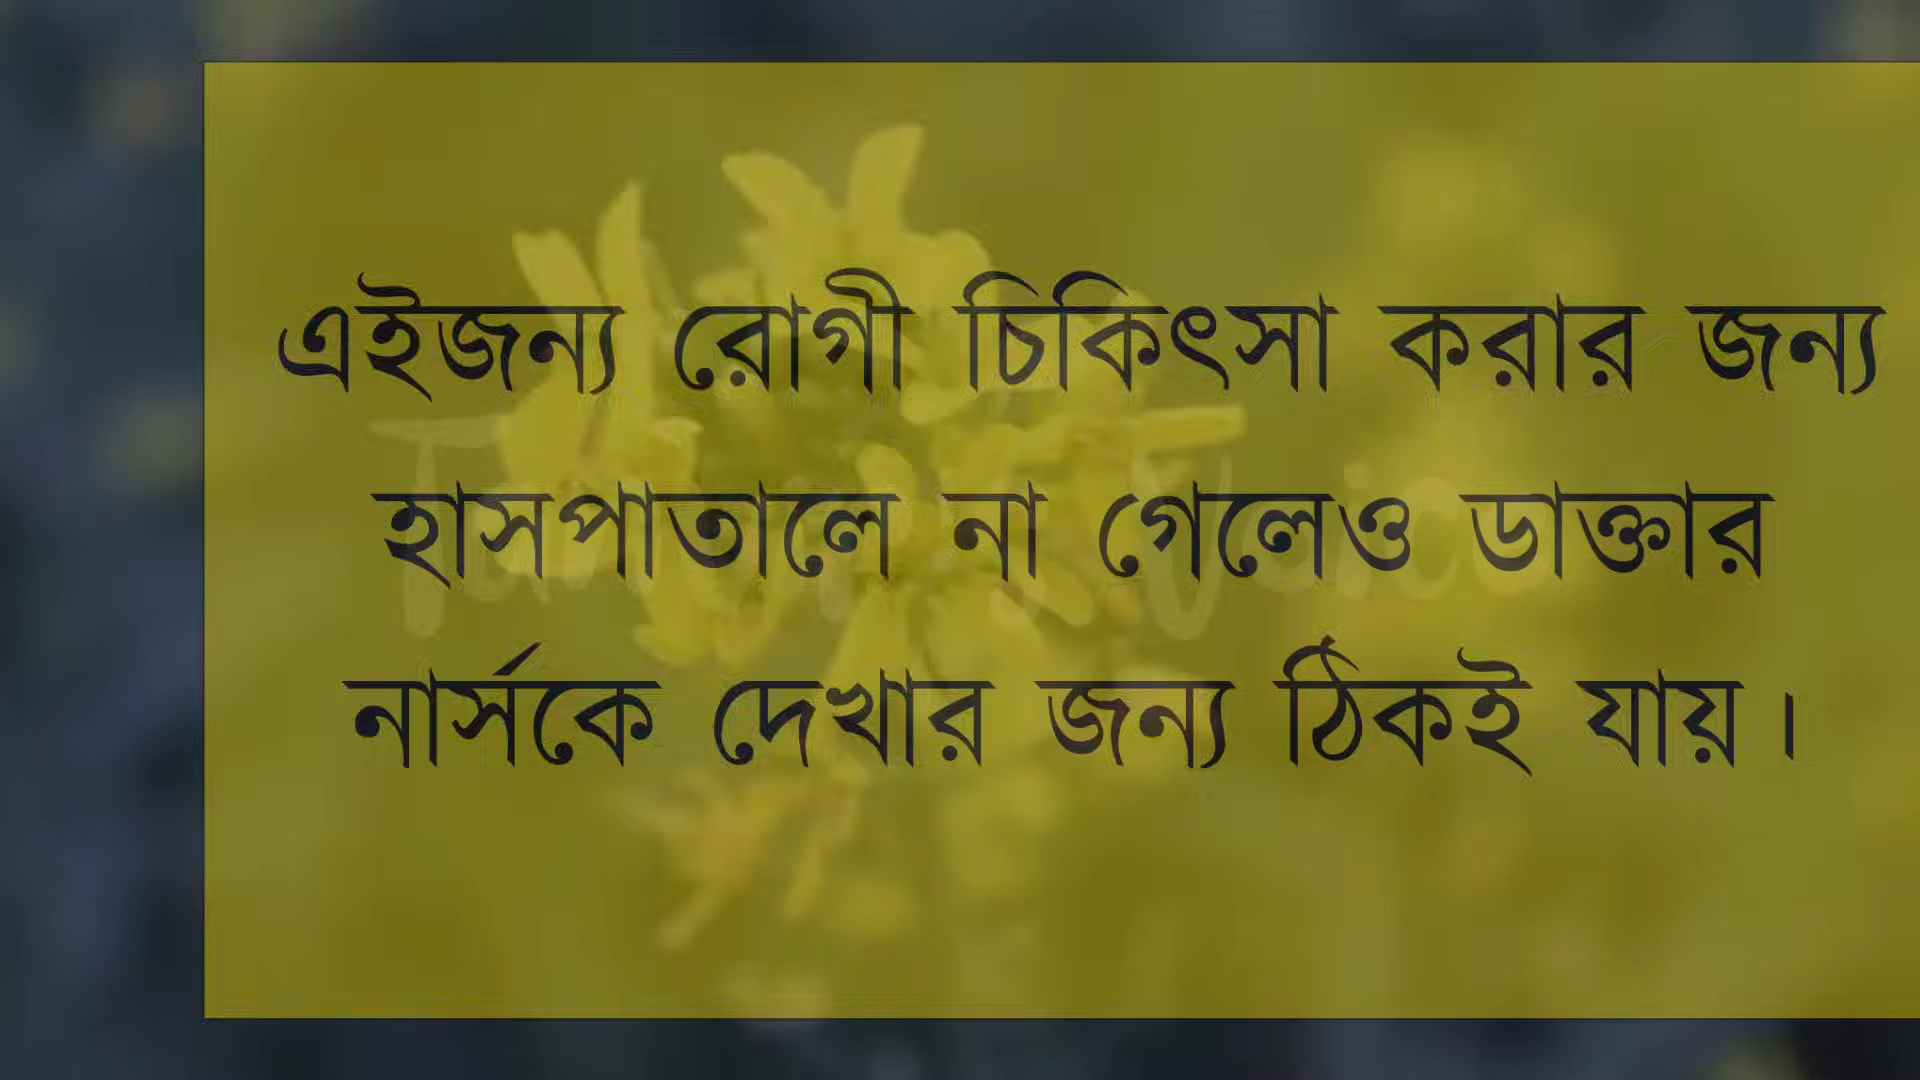 এইজন্য রোগী চিকিৎসা করার জন্য
হাসপাতালে না গেলেও ডাক্তার
নার্সকে দেখার জন্য ঠিকই যায়।